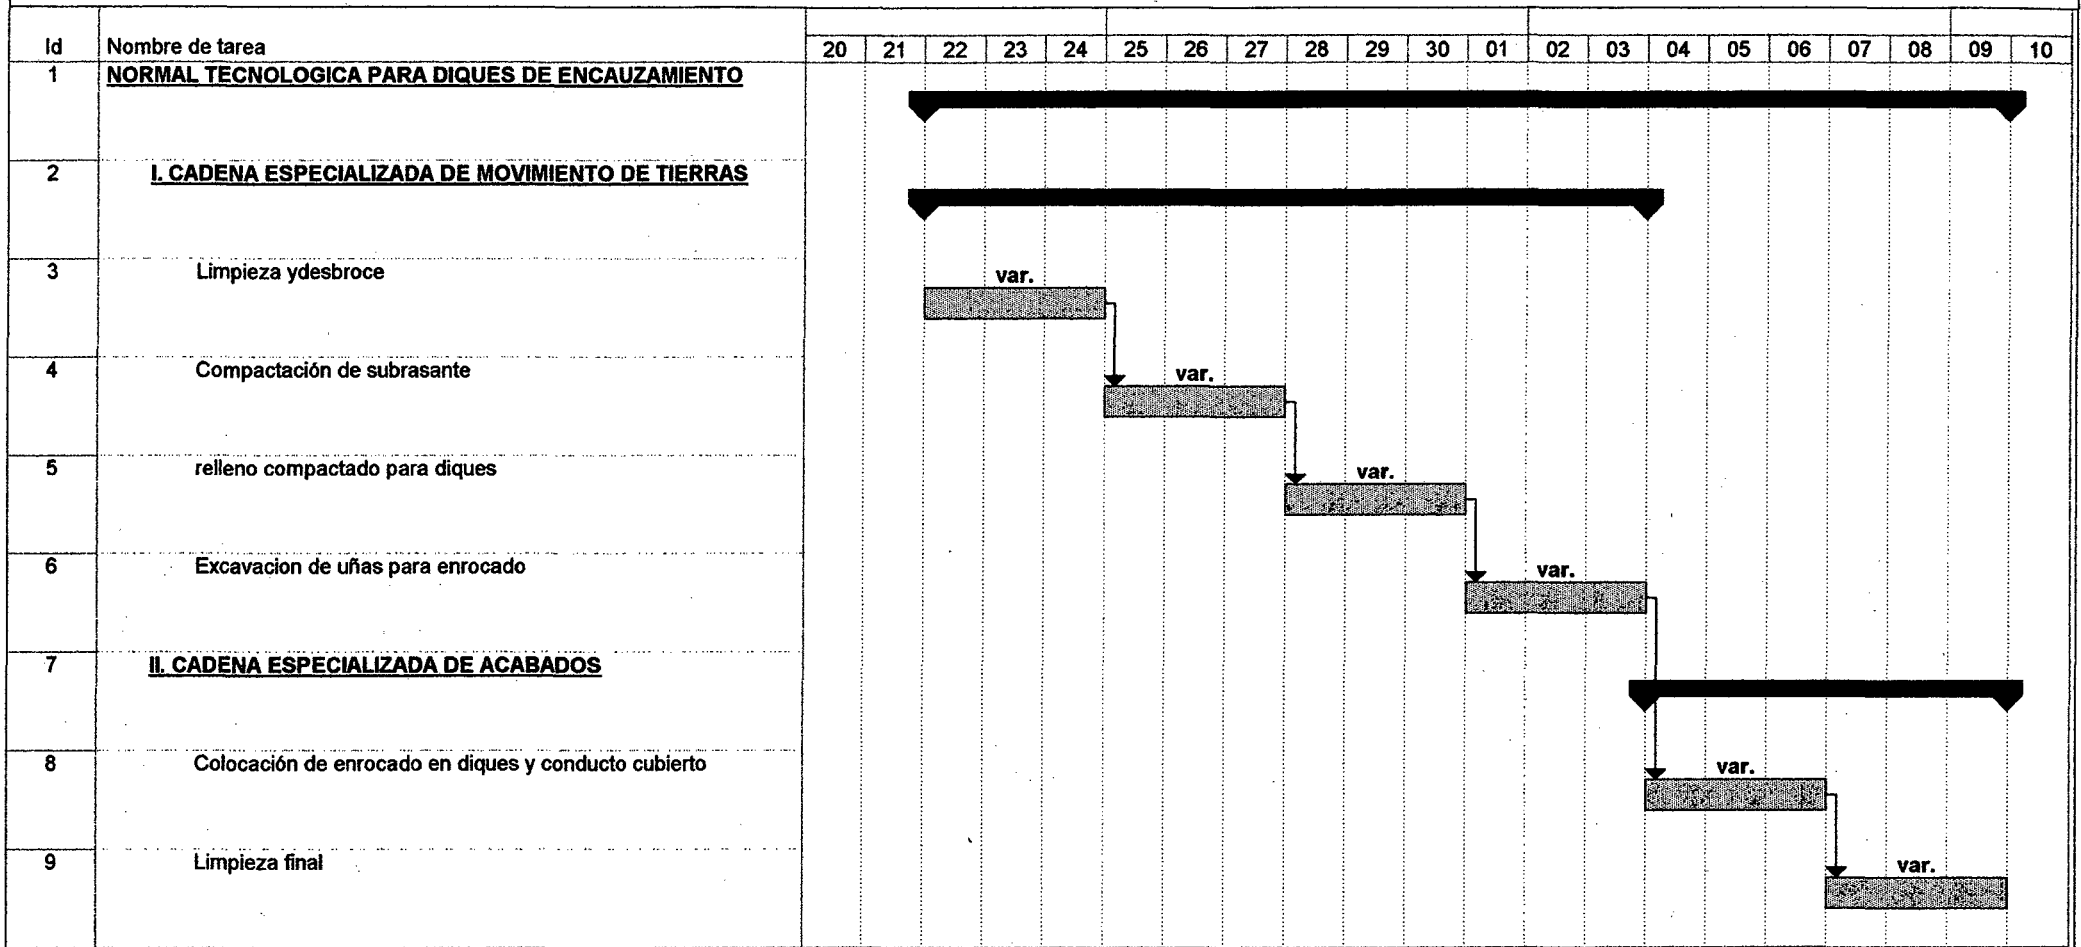 Id Nombre de tarea 20 21 22 23 24 25 26 27 28 29 30 01 02 03 04 05 06 07 08 09 10
1 NORMAL TECNOLOGICA PARA DIQUES DE ENCAUZAMIENTO
2 I. CADENA ESPECIALIZADA DE MOVIMIENTO DE TIERRAS
3 Limpieza ydesbroce var.
4 Compactación de subrasante var.
5 relleno compactado para diques var.
6 Excavacion de uñas para enrocado var.
7 II. CADENA ESPECIALIZADA DE ACABADOS
8 Colocación de enrocado en diques y conducto cubierto var.
9 Limpieza final var.